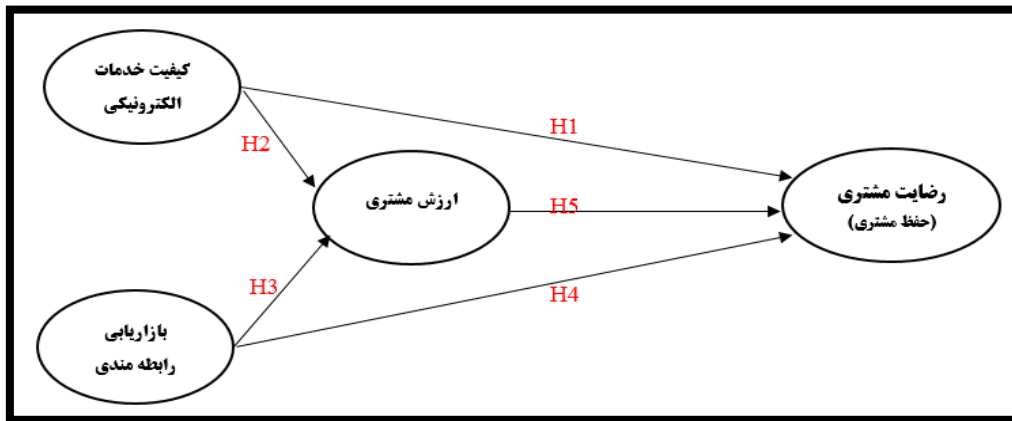 کیفیت خدمات
الکترونیکی
H1
H2
ارزش مشتری
H5
رضایت مشتری
(حفظ مشتری)
H3
H4
بازاریابی
رابطه مندی